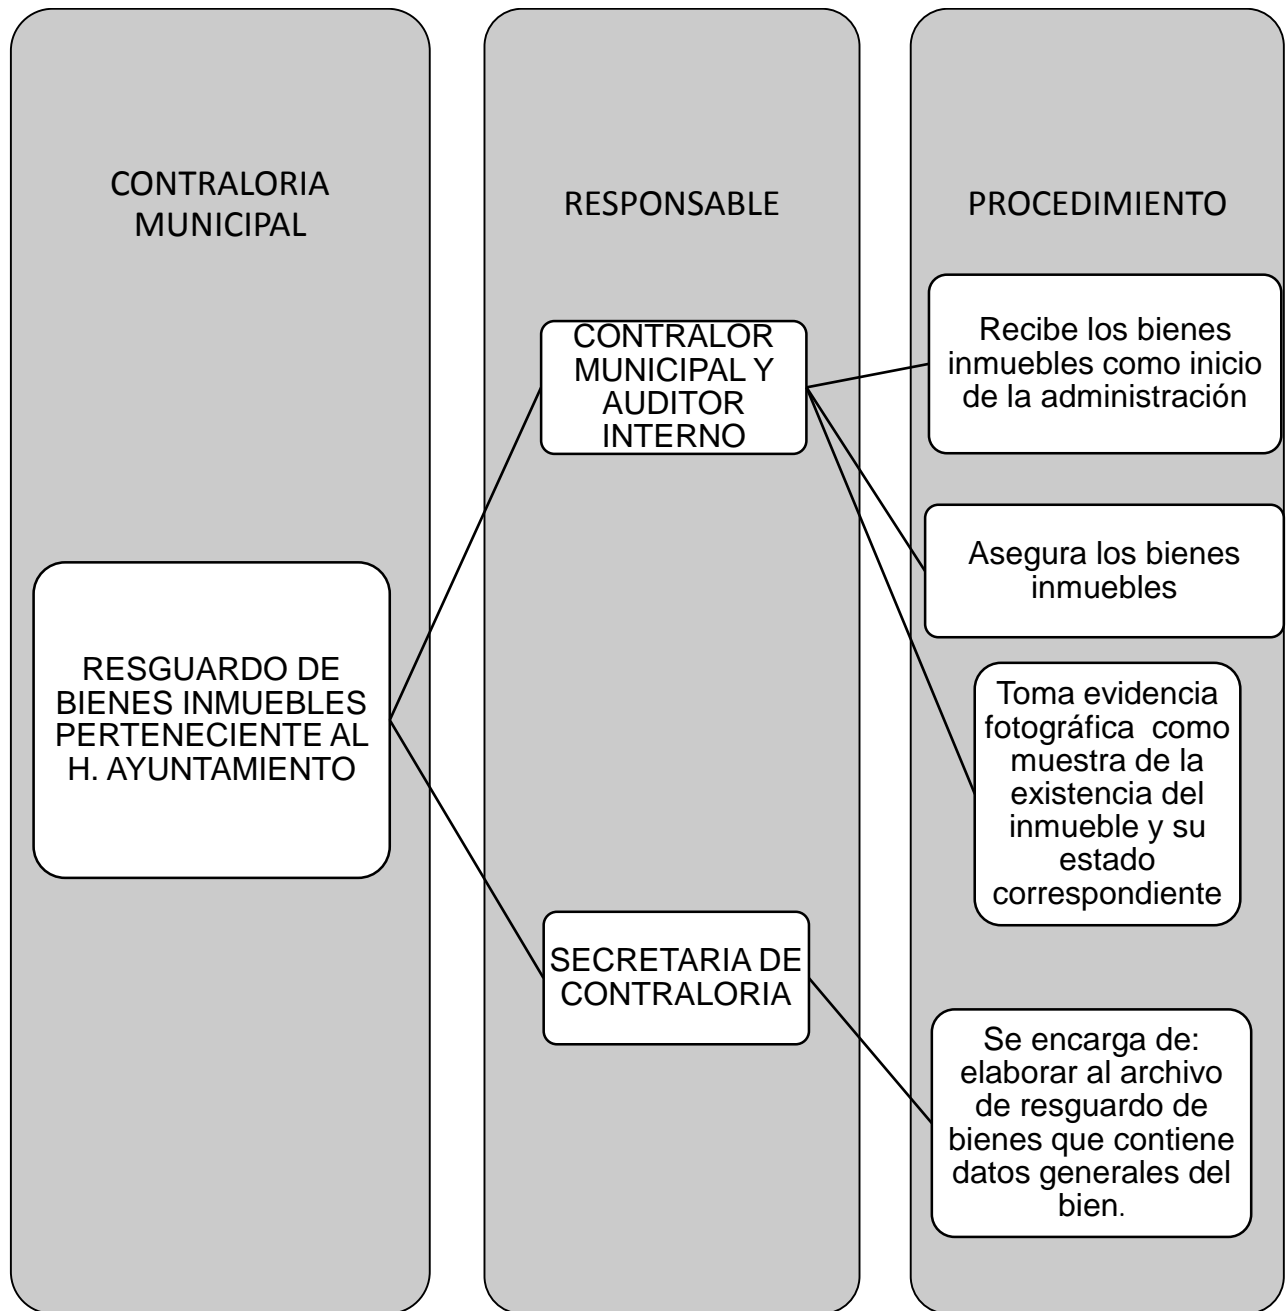 CONTRALORIA
MUNICIPAL
RESPONSABLE
PROCEDIMIENTO
RESGUARDO DE
BIENES INMUEBLES
PERTENECIENTE AL
H. AYUNTAMIENTO
CONTRALOR
MUNICIPAL Y
AUDITOR
INTERNO
Recibe los bienes
inmuebles como inicio
de la administración
Asegura los bienes
inmuebles
Toma evidencia
fotográfica como
muestra de la
existencia del
inmueble y su
estado
correspondiente
SECRETARIA DE
CONTRALORIA
Se encarga de:
elaborar al archivo
de resguardo de
bienes que contiene
datos generales del
bien.